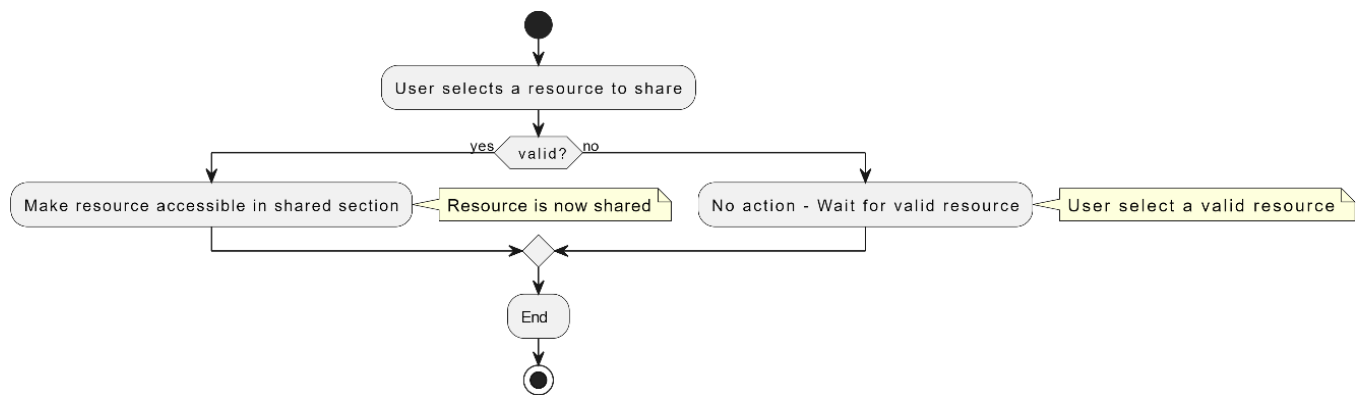 User selects a resource to share
yes
valid?
no
Make resource accessible in shared section
Resource is now shared
No action - Wait for valid resource
User select a valid resource
End